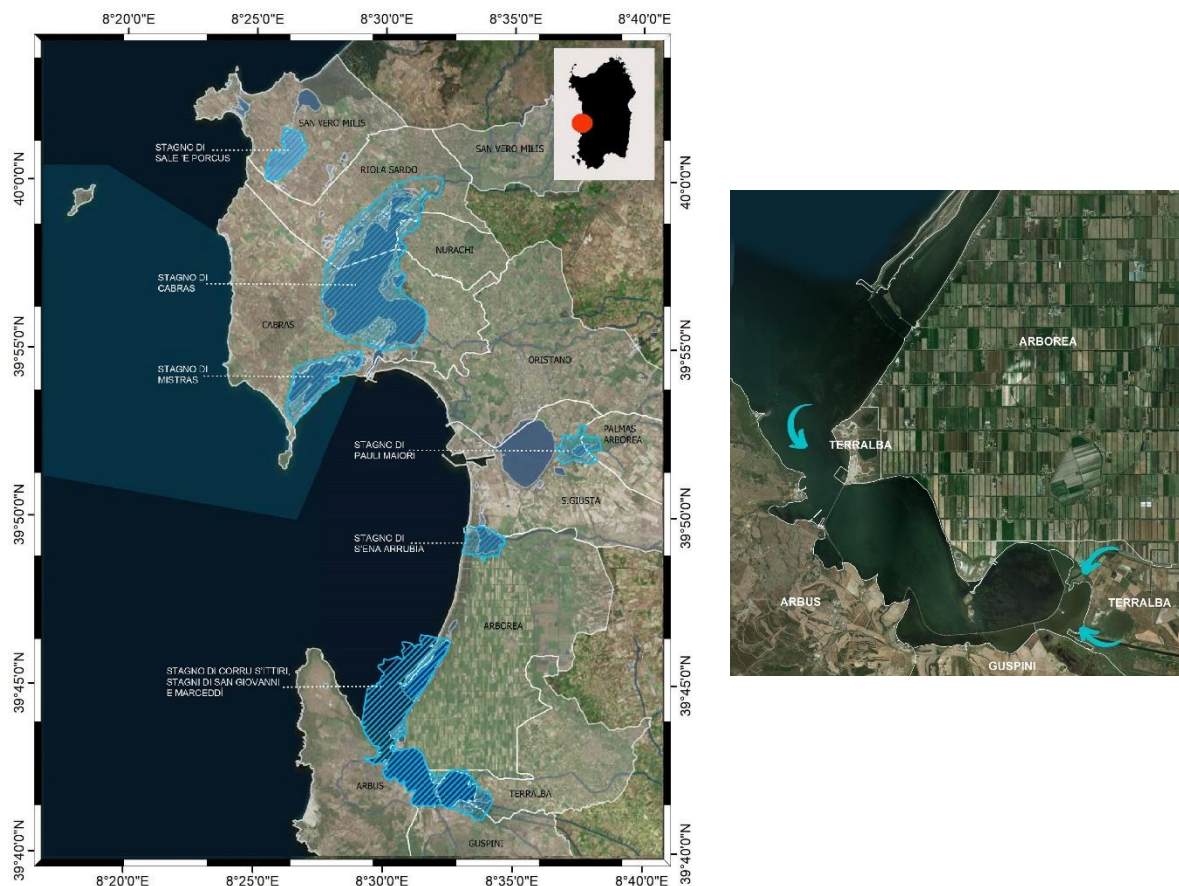 8°20'0"E
8°25'0"E
8°30'0"E
8°35'0"E
8°40'0"E
SAN VERO MILIS
STAGNO DI
SALE 'E PORCUS
SAN VERO MILIS
RIOLA SARDO
40°0'0"N
40°0'0"N
NURACHI
STAGNO DI
CABRAS
CABRAS
ORISTANO
39°55'0"N
39°55'0"N
STAGNO DI
MISTRAS
STAGNO DI
PAULI MAIORI
PALMAS
ARBOREA
S.GIUSTA
39°50'0"N
39°50'0"N
STAGNO DI
S'ENA ARRUBIA
ARBOREA
STAGNO DI CORRU S'ITTIRI,
STAGNI DI SAN GIOVANNI
E MARCEDDÌ
39°45'0"N
39°45'0"N
ARBUS
TERRALBA
GUSPINI
39°40'0"N
39°40'0"N
8°20'0"E
8°25'0"E
8°30'0"E
8°35'0"E
8°40'0"E
ARBOREA
TERRALBA
ARBUS
TERRALBA
GUSPINI